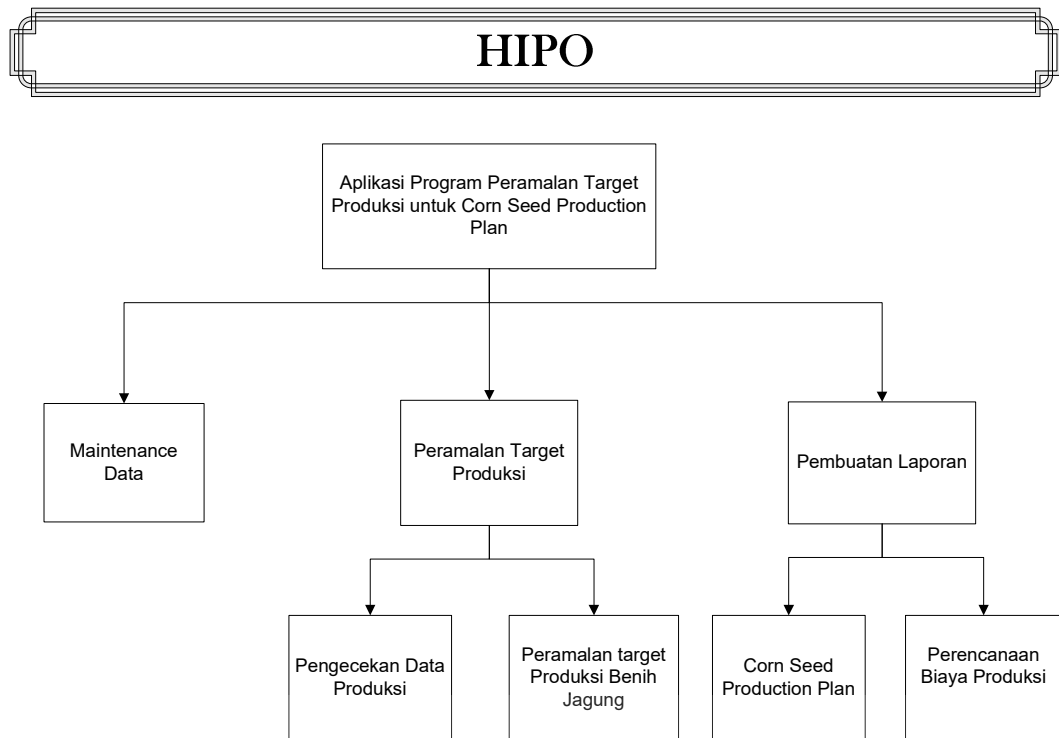 HIPO
Aplikasi Program Peramalan Target
Produksi untuk Corn Seed Production
Plan
Maintenance
Data
Peramalan Target
Produksi
Pembuatan Laporan
Pengecekan Data
Produksi
Peramalan target
Produksi Benih
Jagung
Corn Seed
Production Plan
Perencanaan
Biaya Produksi